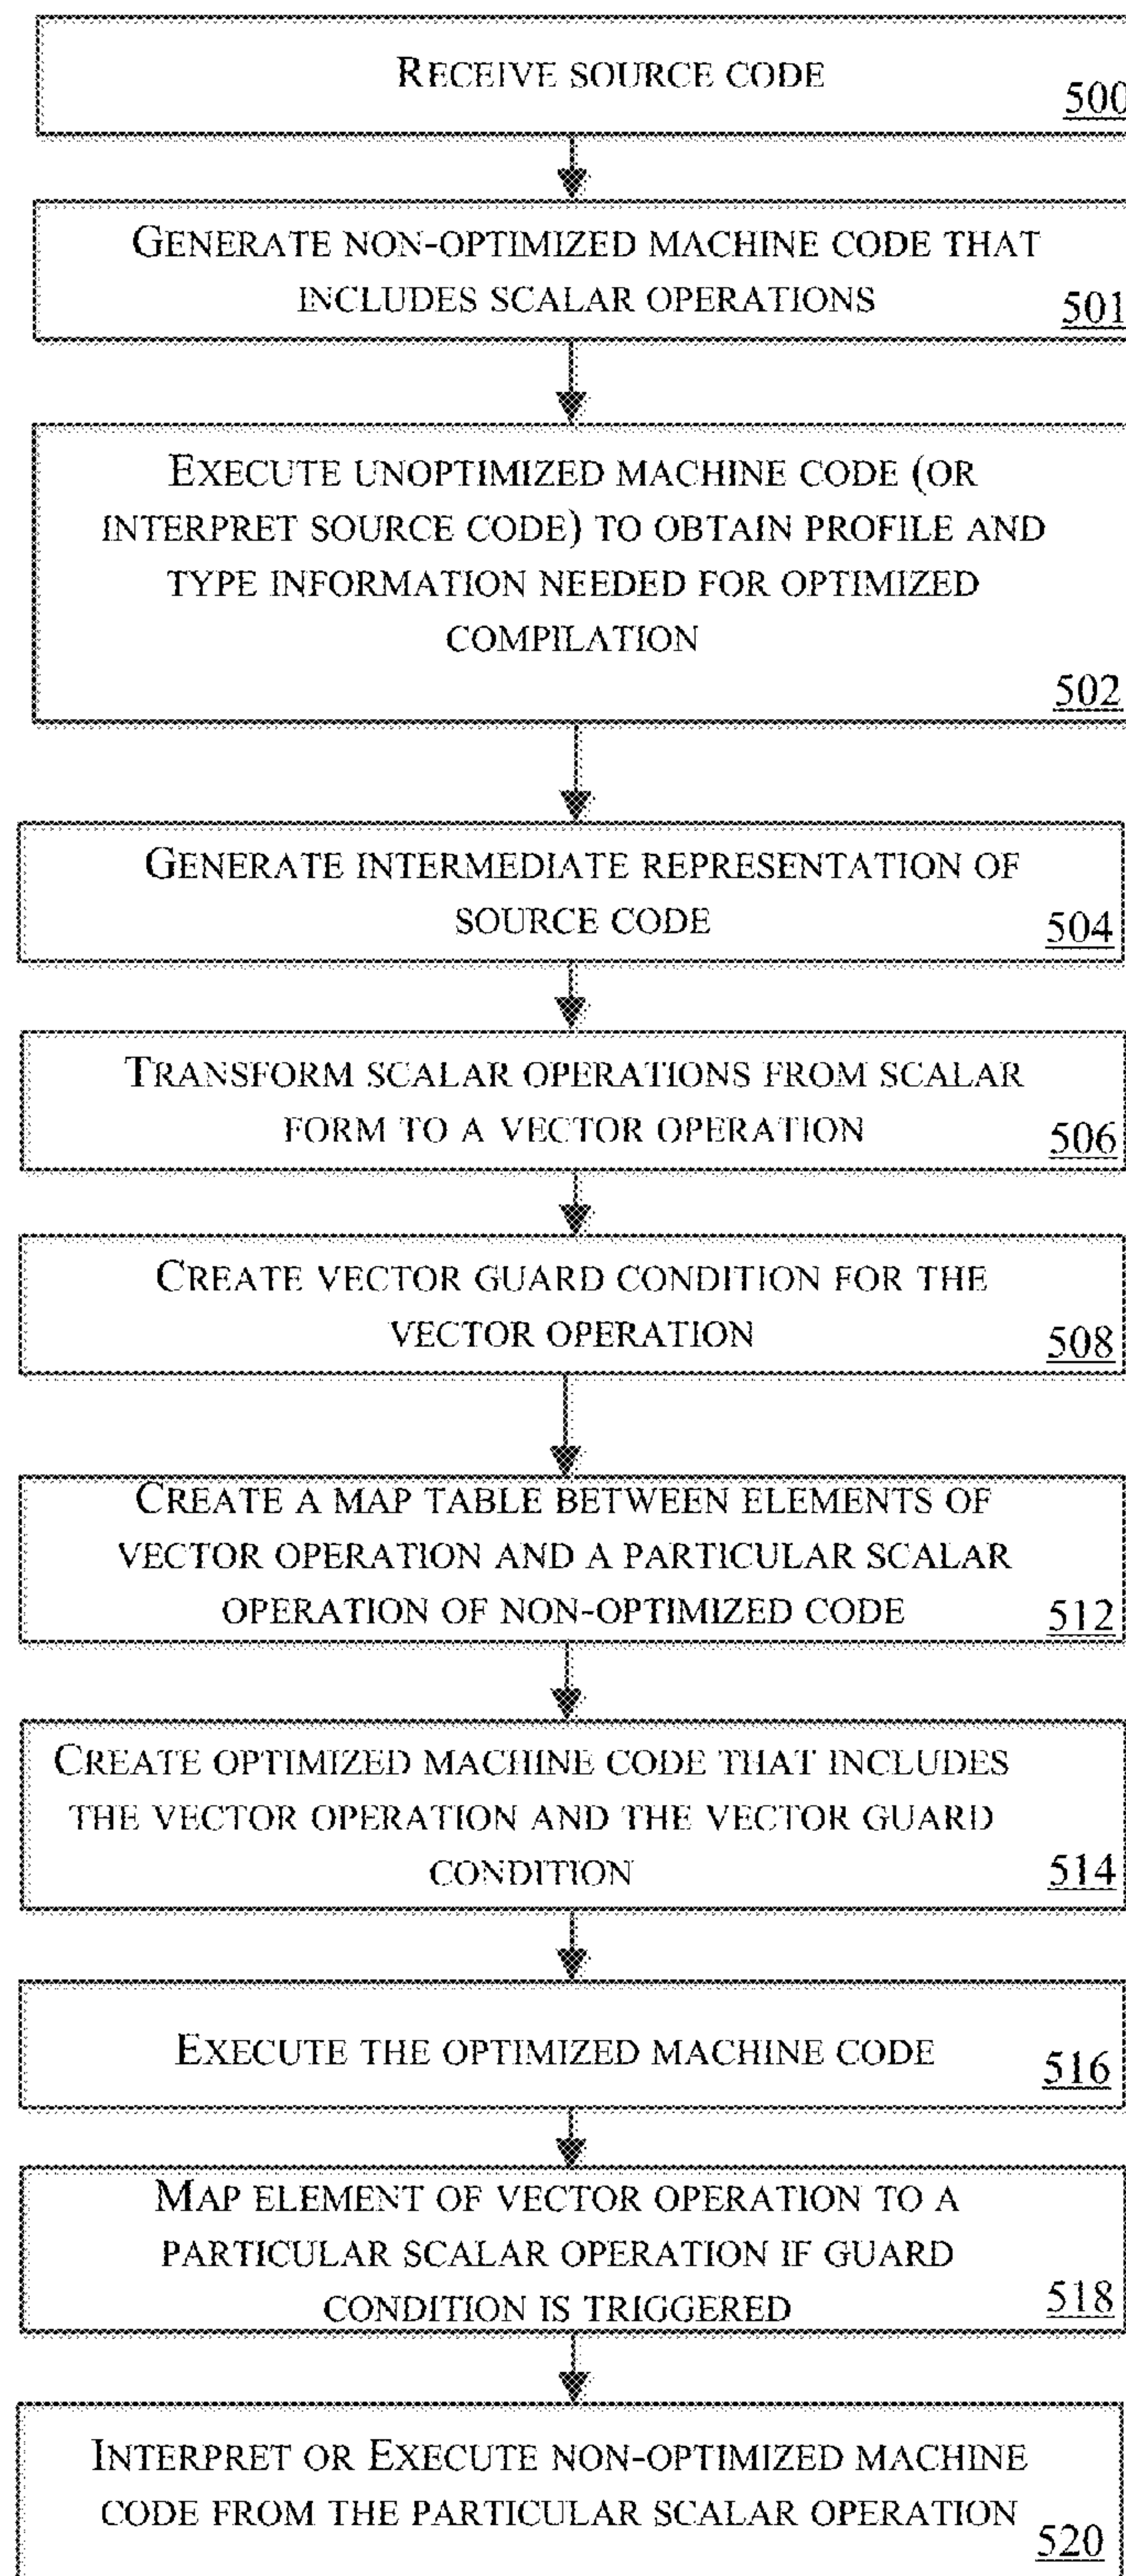 RECEIVE SOURCE CODE
500
GENERATE NON-OPTIMIZED MACHINE CODE THAT
INCLUDES SCALAR OPERATIONS
501
EXECUTE UNOPTIMIZED MACHINE CODE (OR
INTERPRET SOURCE CODE) TO OBTAIN PROFILE AND
TYPE INFORMATION NEEDED FOR OPTIMIZED
COMPILATION
502
GENERATE INTERMEDIATE REPRESENTATION OF
SOURCE CODE
504
TRANSFORM SCALAR OPERATIONS FROM SCALAR
FORM TO A VECTOR OPERATION
506
CREATE VECTOR GUARD CONDITION FOR THE
VECTOR OPERATION
508
CREATE A MAP TABLE BETWEEN ELEMENTS OF
VECTOR OPERATION AND A PARTICULAR SCALAR
OPERATION OF NON-OPTIMIZED CODE
512
CREATE OPTIMIZED MACHINE CODE THAT INCLUDES
THE VECTOR OPERATION AND THE VECTOR GUARD
CONDITION
514
EXECUTE THE OPTIMIZED MACHINE CODE
516
MAP ELEMENT OF VECTOR OPERATION TO A
PARTICULAR SCALAR OPERATION IF GUARD
CONDITION IS TRIGGERED
518
INTERPRET OR EXECUTE NON-OPTIMIZED MACHINE
CODE FROM THE PARTICULAR SCALAR OPERATION
520